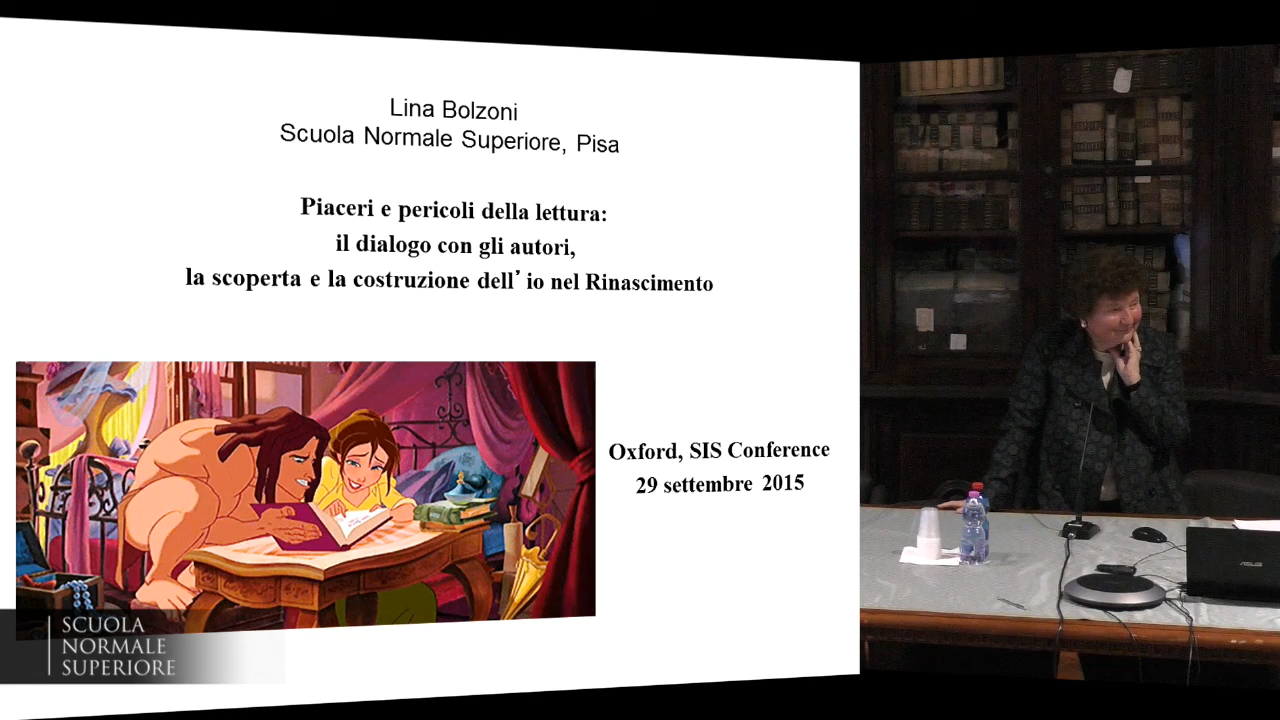 Lina Bolzoni
Scuola Normale Superiore, Pisa
Piaceri e pericoli della lettura:
il dialogo con gli autori,
la scoperta e la costruzione dell’ io nel Rinascimento
Oxford, SIS Conference
29 settembre 2015
SCUOLA
NORMALE
SUPERIORE
ASUS